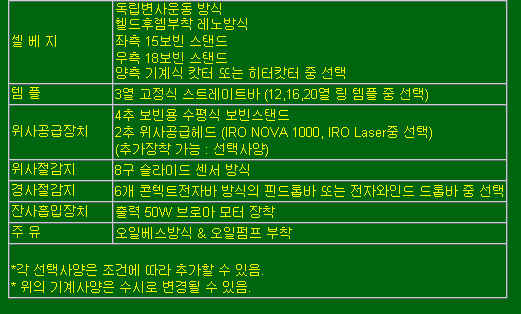 독립변사운동 방식
헬드후렘부착 레노방식
셀 베 지
좌측 15보빈 스탠드
우측 18보빈 스탠드
양측 기계식 캇터 또는 히터캇터 중 선택
템 플
3열 고정식 스트레이트바 (12,16,20열 링 템플 중 선택)
4추 보빈용 수평식 보빈스탠드
위사공급장치
2추 위사공급헤드 (IRO NOVA 1000, IRO Laser중 선택)
(추가장착 가능 : 선택사양)
위사절감지
8구 슬라이드 센서 방식
경사절감지
6개 콘텍트전자바 방식의 핀드롭바 또는 전자와인드 드롭바 중 선택
잔사흡입장치
출력 50W 브로아 모터 장착
주 유
오일베스방식 & 오일펌프 부착
*각 선택사양은 조건에 따라 추가할 수 있음.
* 위의 기계사양은 수시로 변경될 수 있음.